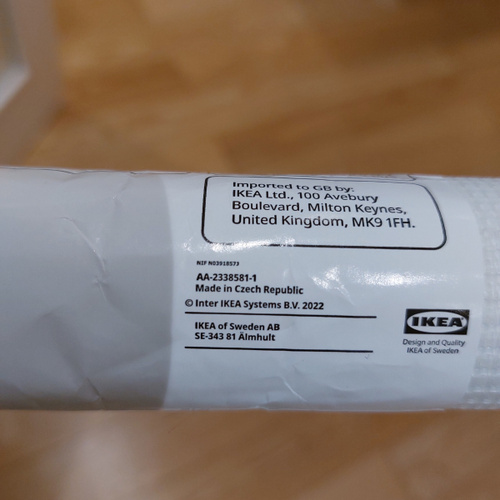 Imported to GB by:
IKEA Ltd., 100 Avebury
Boulevard, Milton Keynes,
United Kingdom, MK9 1FH.
AA-2338581-1
Made in Czech Republic
© Inter IKEA Systems B.V. 2022
IKEA of Sweden AB
SE-343 81 Älmhult
IKEA
Design and Quality
IKEA of Sweden